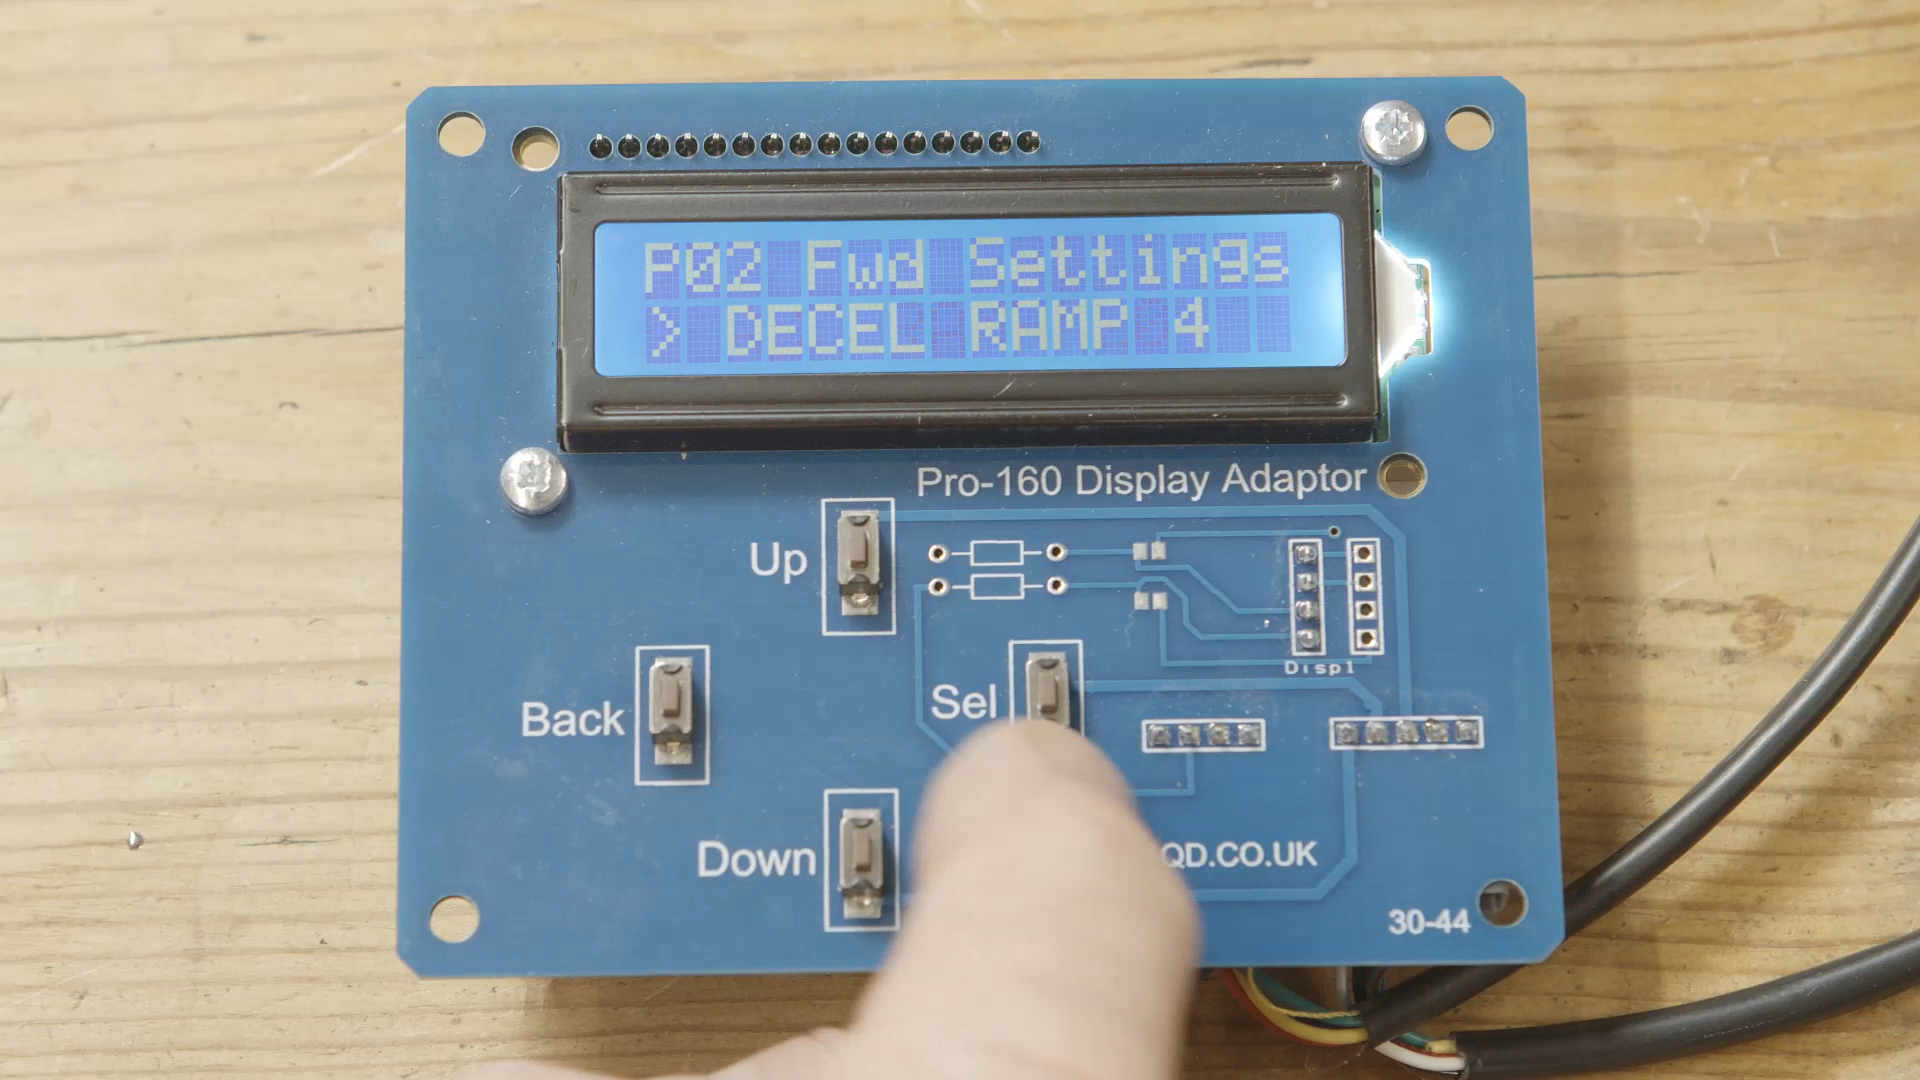 P02 Fwd Settings
> DECEL RAMP 4
Pro-160 Display Adaptor
Up
Disp1
Back
Sel
Down
QD.CO.UK
30-44